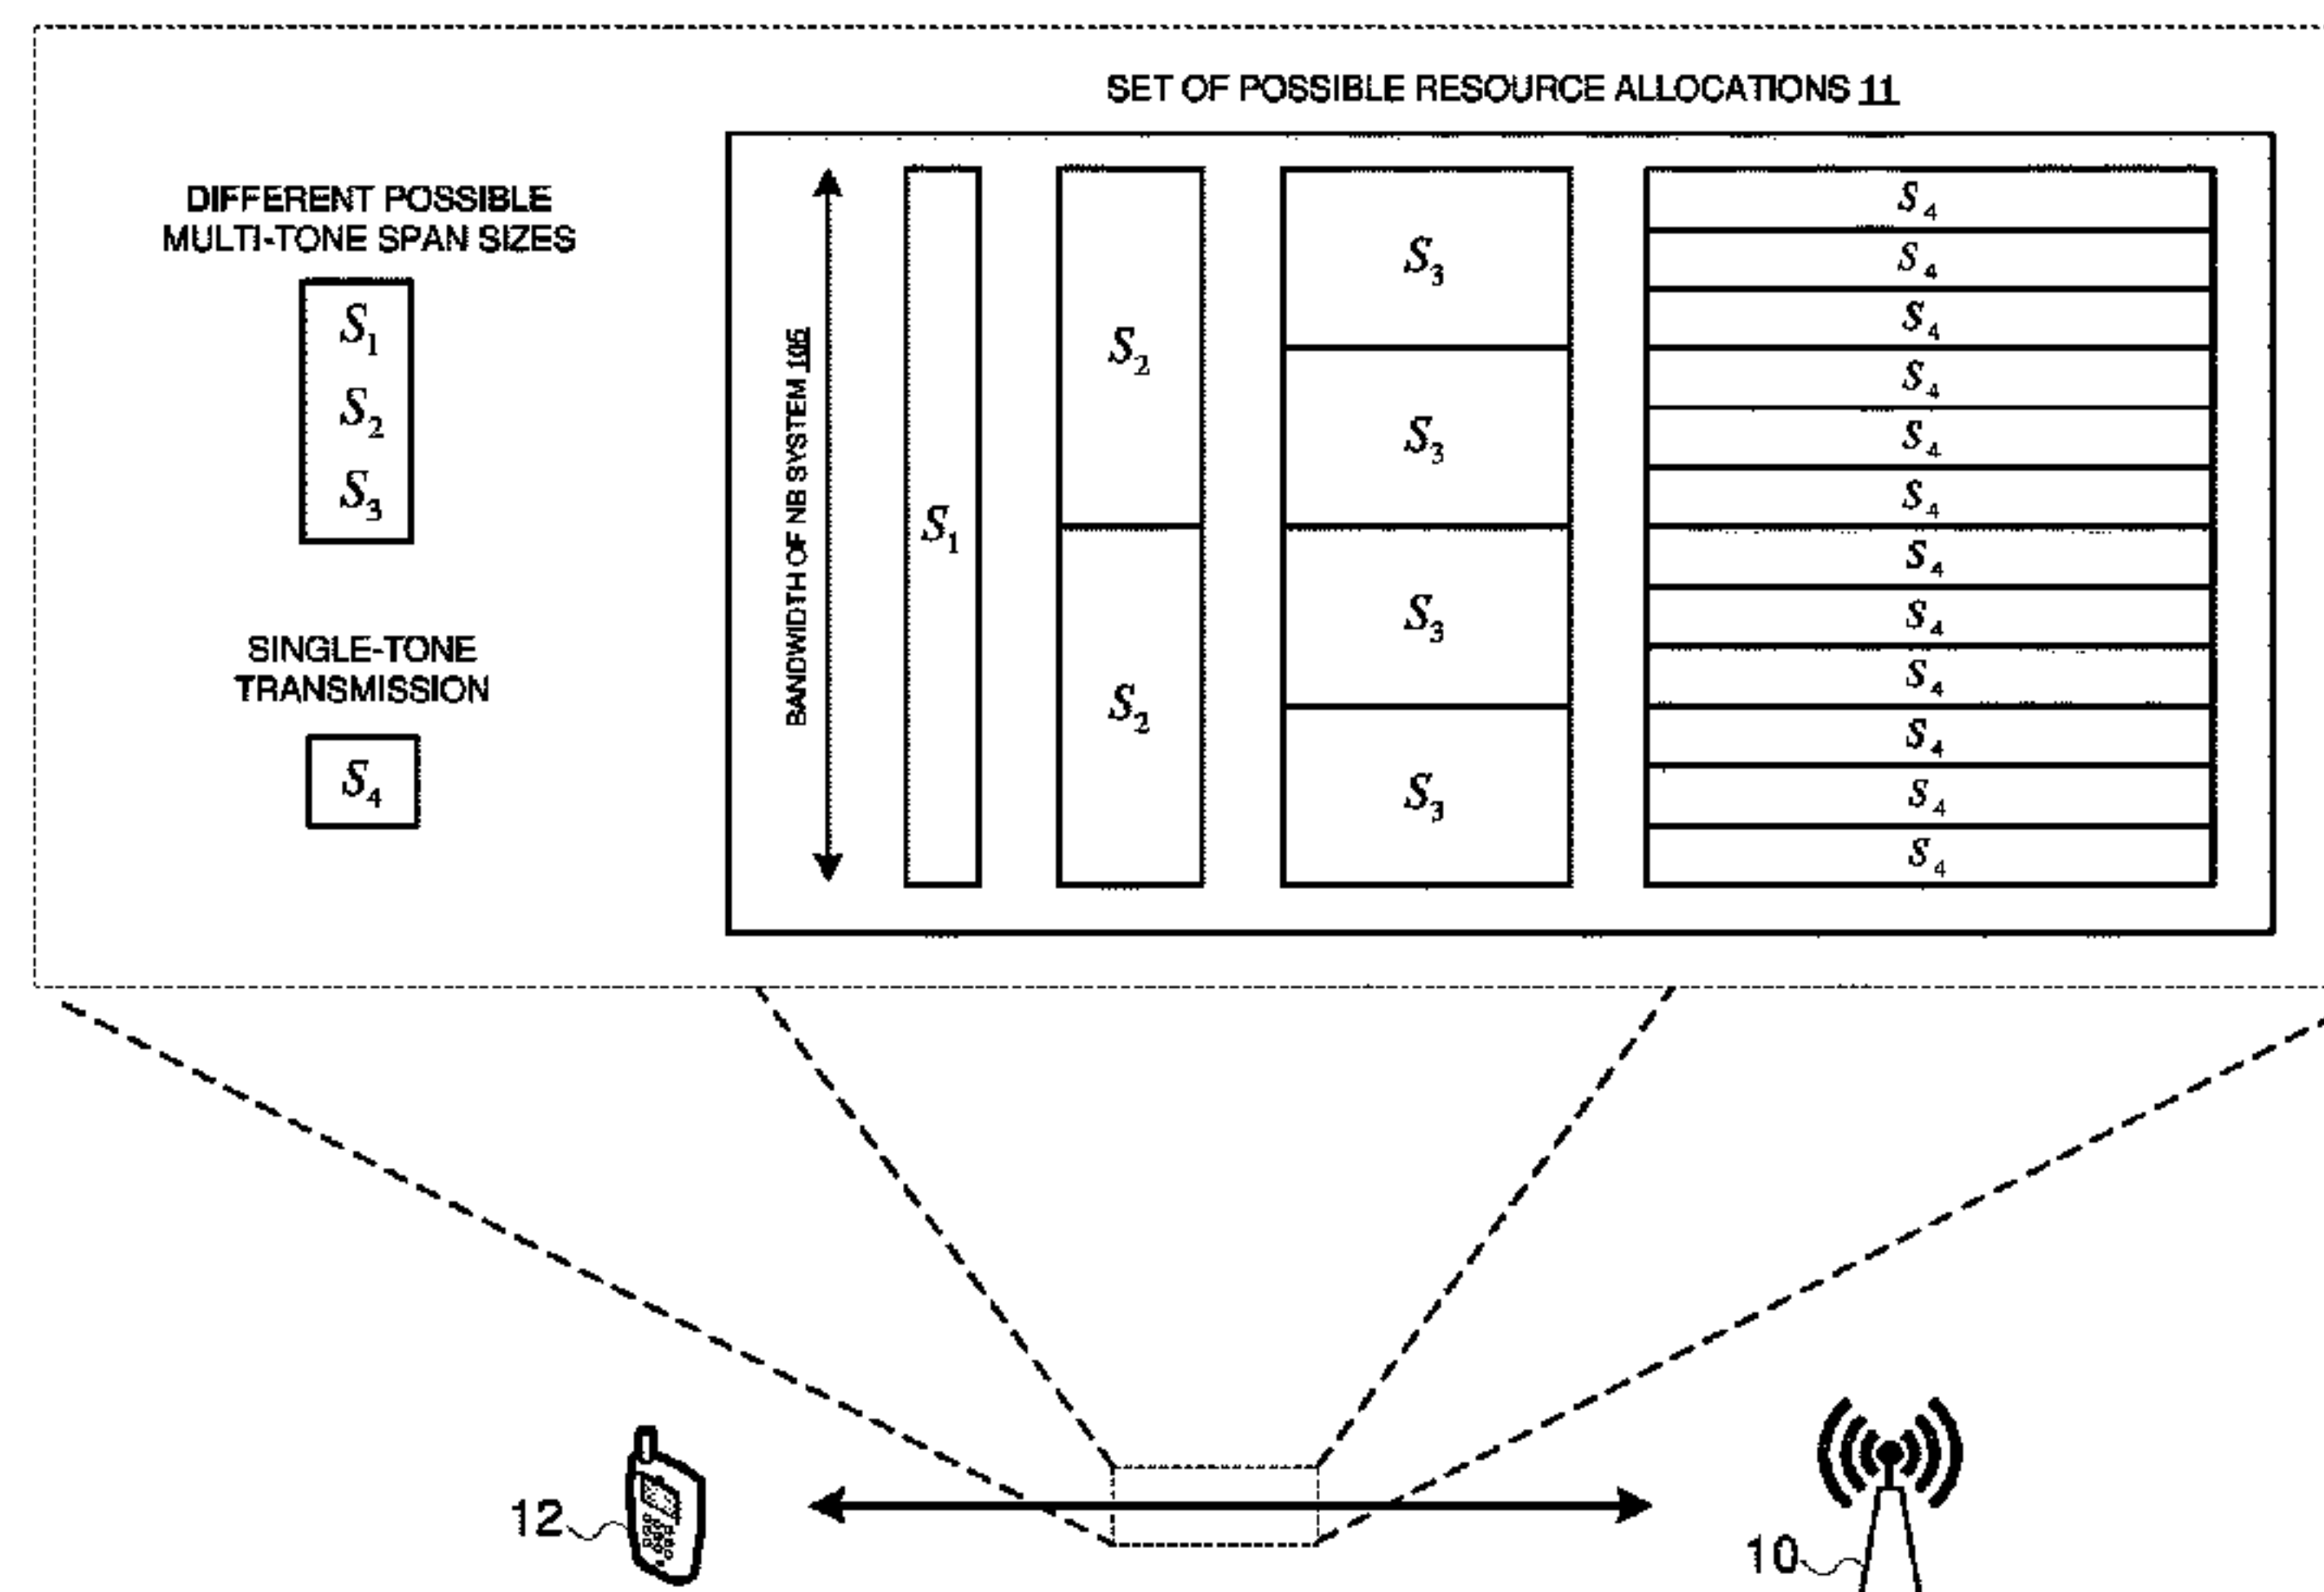 SET OF POSSIBLE RESOURCE ALLOCATIONS 11
DIFFERENT POSSIBLE
MULTI-TONE SPAN SIZES
S₁
S₂
S₃
SINGLE-TONE
TRANSMISSION
S₄
BANDWIDTH OF NB SYSTEM
S₁
S₂
S₂
S₃
S₃
S₃
S₃
S₄
S₄
S₄
S₄
S₄
S₄
S₄
S₄
S₄
S₄
S₄
S₄
12
10